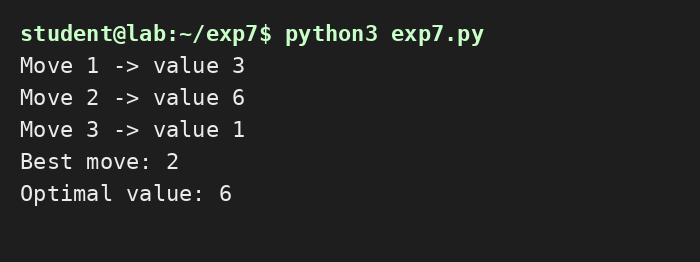 student@lab:~/exp7$ python3 exp7.py
Move 1 -> value 3
Move 2 -> value 6
Move 3 -> value 1
Best move: 2
Optimal value: 6